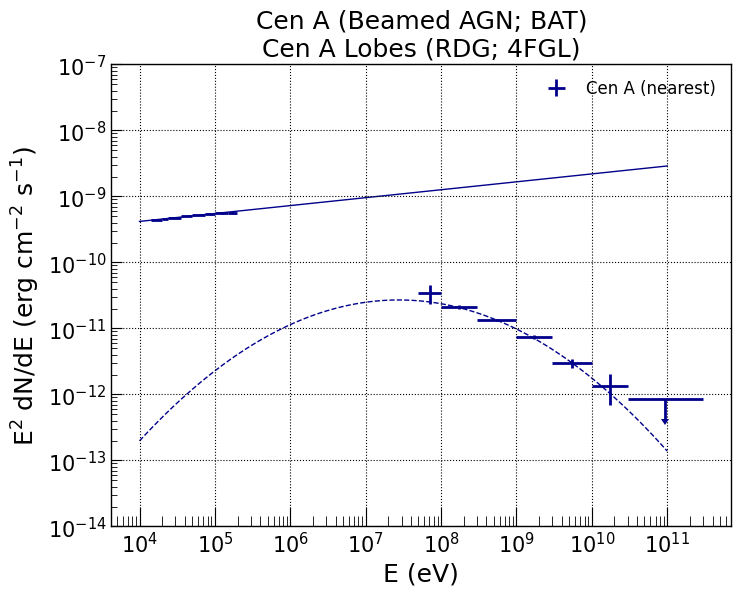 Cen A (Beamed AGN; BAT)
Cen A Lobes (RDG; 4FGL)
Cen A (nearest)
E² dN/dE (erg cm⁻² s⁻¹)
10⁻⁷
10⁻⁸
10⁻⁹
10⁻¹⁰
10⁻¹¹
10⁻¹²
10⁻¹³
10⁻¹⁴
10⁴ 10⁵ 10⁶ 10⁷ 10⁸ 10⁹ 10¹⁰ 10¹¹
E (eV)